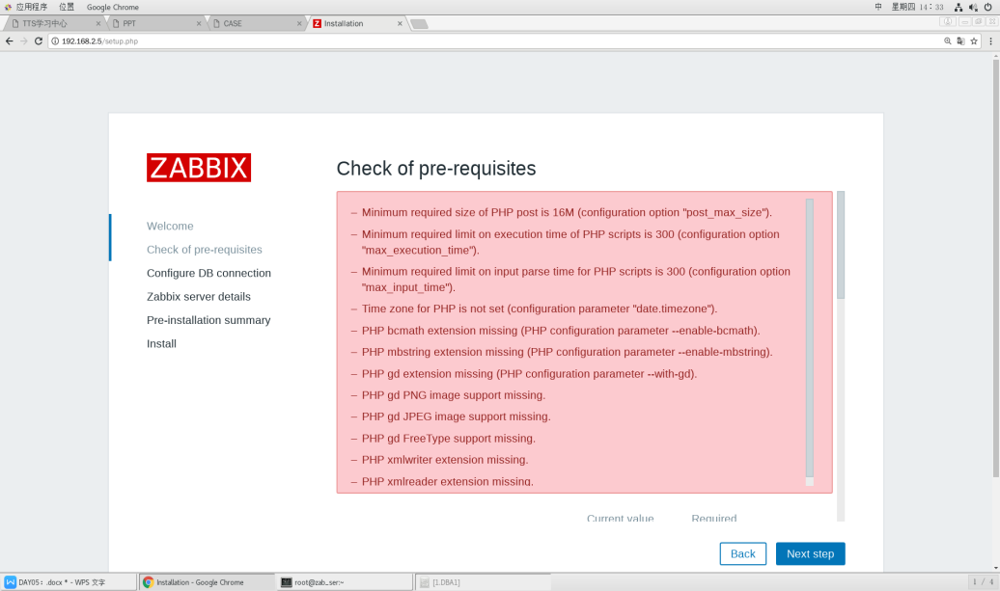 应用程序 位置 Google Chrome 中 星期四 14∶33
TTS学习中心 × PPT × CASE × Z Installation ×
192.168.2.5/setup.php
ZABBIX
Check of pre-requisites
Welcome
Check of pre-requisites
Configure DB connection
Zabbix server details
Pre-installation summary
Install
– Minimum required size of PHP post is 16M (configuration option "post_max_size").
– Minimum required limit on execution time of PHP scripts is 300 (configuration option
"max_execution_time").
– Minimum required limit on input parse time for PHP scripts is 300 (configuration option
"max_input_time").
– Time zone for PHP is not set (configuration parameter "date.timezone").
– PHP bcmath extension missing (PHP configuration parameter --enable-bcmath).
– PHP mbstring extension missing (PHP configuration parameter --enable-mbstring).
– PHP gd extension missing (PHP configuration parameter --with-gd).
– PHP gd PNG image support missing.
– PHP gd JPEG image support missing.
– PHP gd FreeType support missing.
– PHP xmlwriter extension missing.
– PHP xmlreader extension missing.
Current value Required
Back Next step
DAY05：.docx * - WPS 文字 Installation - Google Chrome root@zab_ser:~ [1.DBA1] 1 / 4